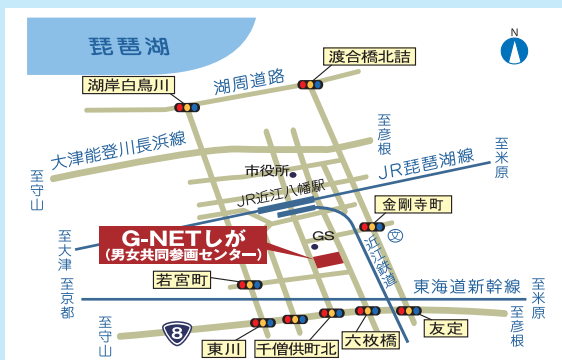 琵琶湖
N
渡合橋北詰
湖岸白鳥川
湖周道路
大津能登川長浜線
至彦根
至守山
市役所
JR琵琶湖線
至米原
JR近江八幡駅
金剛寺町
G-NETしが
(男女共同参画センター)
GS
文
近江鉄道
至大津
若宮町
至京都
東海道新幹線
至米原
至守山
8
東川
千僧供町北
六枚橋
友定
至彦根